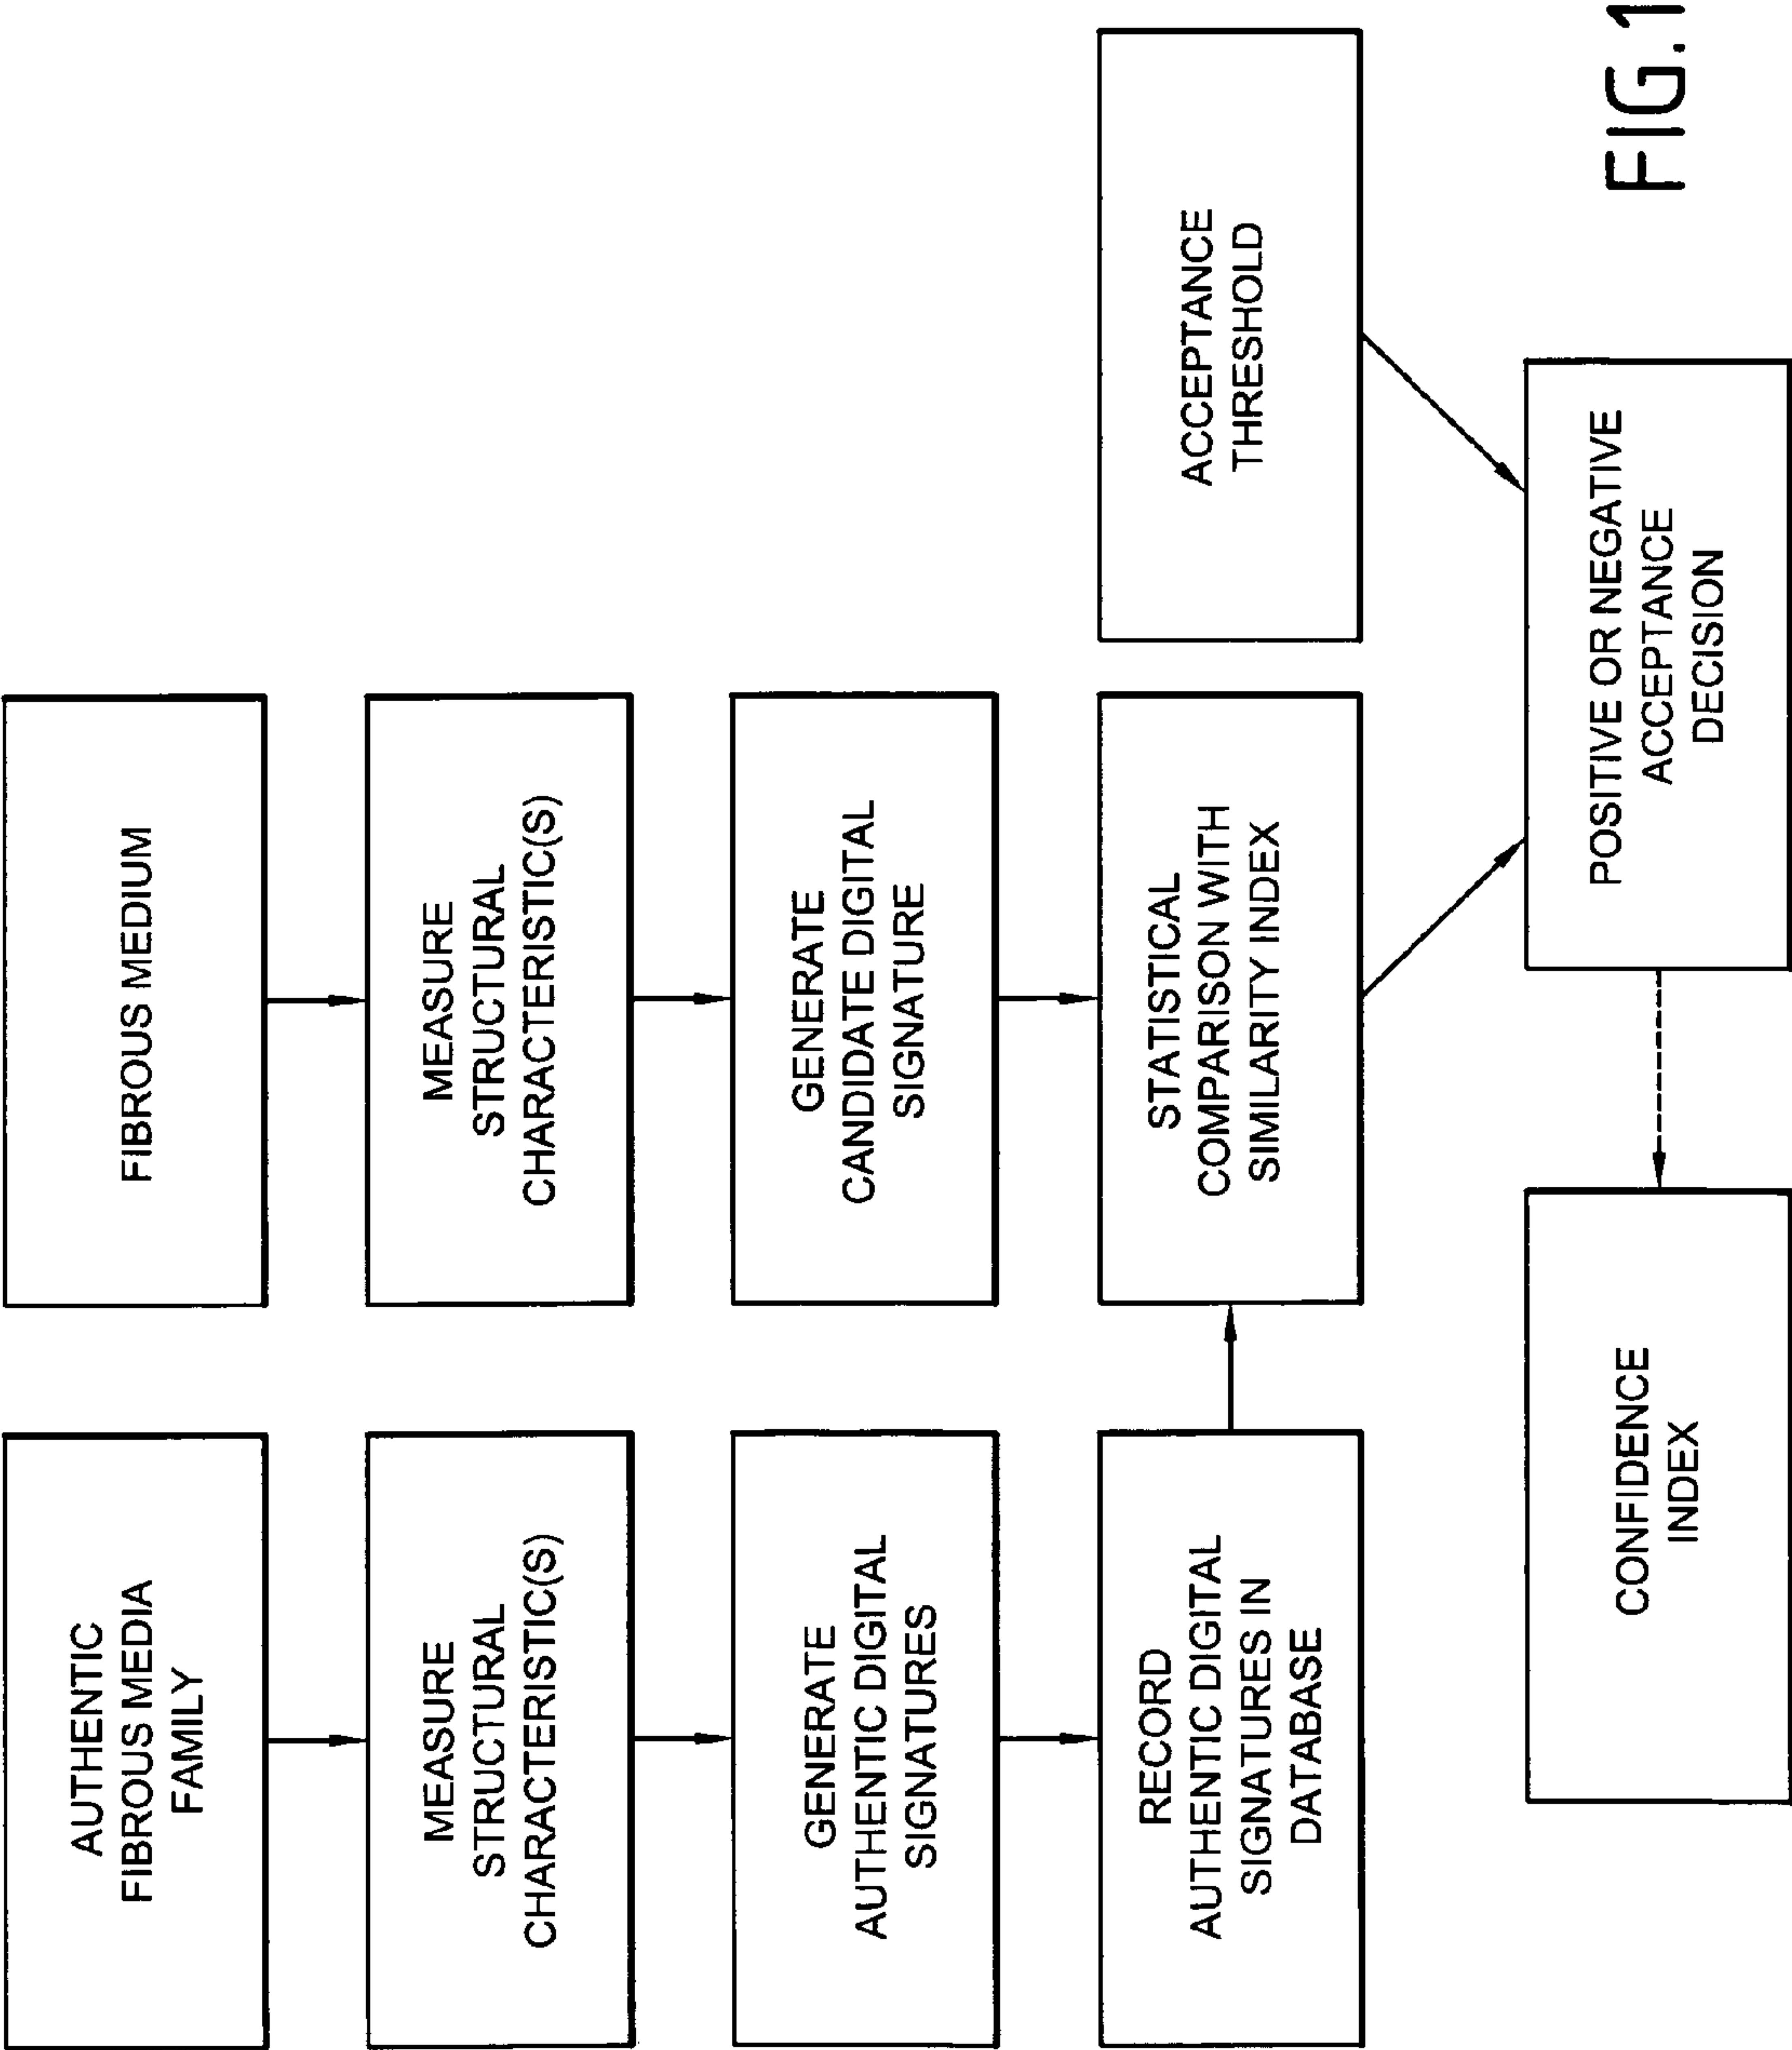 AUTHENTIC
FIBROUS MEDIA
FAMILY
FIBROUS MEDIUM
MEASURE
STRUCTURAL
CHARACTERISTIC(S)
MEASURE
STRUCTURAL
CHARACTERISTIC(S)
GENERATE
AUTHENTIC DIGITAL
SIGNATURES
GENERATE
CANDIDATE DIGITAL
SIGNATURE
RECORD
AUTHENTIC DIGITAL
SIGNATURES IN
DATABASE
STATISTICAL
COMPARISON WITH
SIMILARITY INDEX
ACCEPTANCE
THRESHOLD
CONFIDENCE
INDEX
POSITIVE OR NEGATIVE
ACCEPTANCE
DECISION
FIG.1